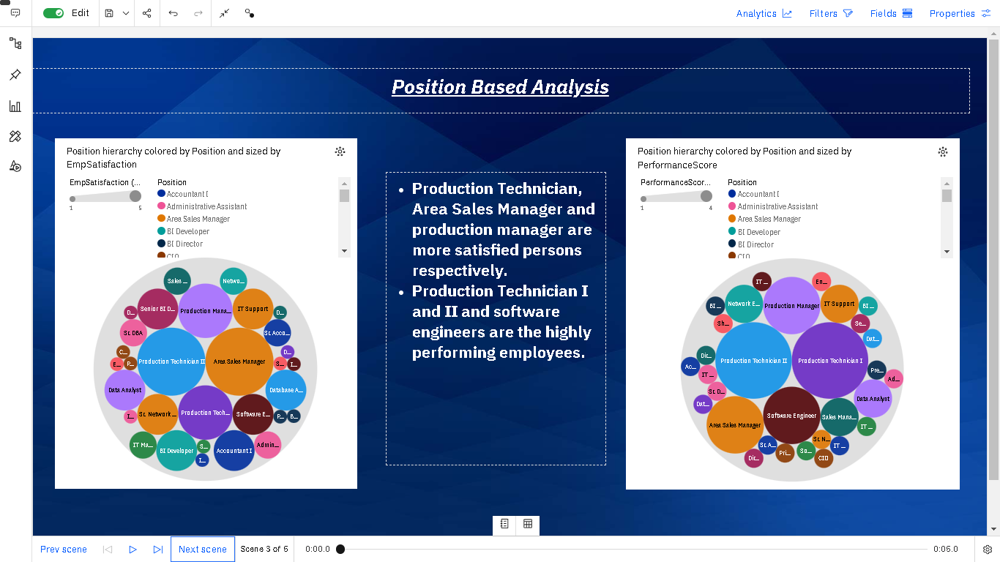 Edit
Analytics
Filters
Fields
Properties
Position Based Analysis
Position hierarchy colored by Position and sized by
EmpSatisfaction
EmpSatisfaction (...
Position
1
5
Accountant I
Administrative Assistant
Area Sales Manager
BI Developer
BI Director
CIO
Sales ...
Netwo...
Senior BI D...
Production Mana...
IT Support
D...
D...
Sr. DBA
Sr. Acco...
C...
D...
E...
P...
Production Technician II
Area Sales Manager
S...
I...
Data Analyst
Database A...
I...
Sr. Network ...
Production Tech...
Software E...
P...
B...
IT Ma...
BI Developer
S...
I...
Accountant I
Admin...
• Production Technician,
Area Sales Manager and
production manager are
more satisfied persons
respectively.
• Production Technician I
and II and software
engineers are the highly
performing employees.
Position hierarchy colored by Position and sized by
PerformanceScore
PerformanceScor...
Position
1
4
Accountant I
Administrative Assistant
Area Sales Manager
BI Developer
BI Director
CIO
IT ...
En...
BI ...
Network E...
Production Manager
IT Support
BI ...
Sh...
Se...
Dat...
Dir...
Ac...
IT ...
Production Technician II
Production Technician I
Pre...
Ad...
Sr. D...
Dat...
Data Analyst
Area Sales Manager
Software Engineer
Sales Mana...
IT ...
Sr. A...
Sr. N...
IT ...
Dir...
Pri...
So...
CIO
Prev scene
Next scene
Scene 3 of 5
0:00.0
0:05.0